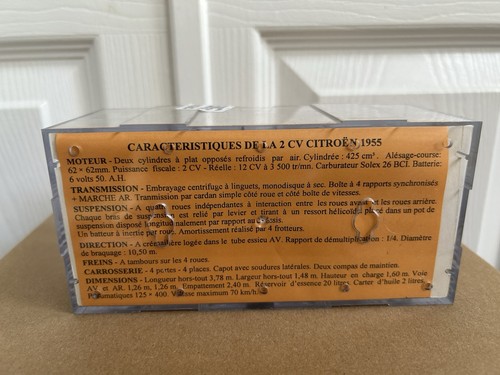 CARACTERISTIQUES DE LA 2 CV CITROËN 1955
MOTEUR - Deux cylindres à plat opposés refroidis par air. Cylindrée : 425 cm³. Alésage-course:
62 × 62mm. Puissance fiscale : 2 CV - Réelle : 12 CV à 3 500 tr/mn. Carburateur Solex 26 BCI. Batterie:
6 volts 50. A.H.
TRANSMISSION - Embrayage centrifuge à linguets, monodisque à sec. Boîte à 4 rapports synchronisés
+ MARCHE AR. Tranmission par cardan simple côté roue et côté boîte de vitesses.
SUSPENSION - A quatre roues indépendantes à interaction entre les roues avant et les roues arrière.
Chaque bras de suspension est relié par levier et tirant à un ressort hélicoïdal placé dans un pot de
suspension disposé longitudinalement par rapport au chassis.
Un batteur à inertie par roue. Amortissement réalisé par 4 frotteurs.
DIRECTION - A crémaillère logée dans le tube essieu AV. Rapport de démultiplication : 1/4. Diamètre
de braquage : 10,50 m.
FREINS - A tambours sur les 4 roues.
CARROSSERIE - 4 portes - 4 places. Capot avec soudures latérales. Deux compas de maintien.
DIMENSIONS - Longueur hors-tout 3,78 m. Largeur hors-tout 1,48 m. Hauteur en charge 1,60 m. Voie
AV et AR. 1,26 m, 1,26 m. Empattement 2,40 m. Réservoir d'essence 20 litres. Carter d'huile 2 litres.
Pneumatiques 125 × 400. Vitesse maximum 70 km/h.